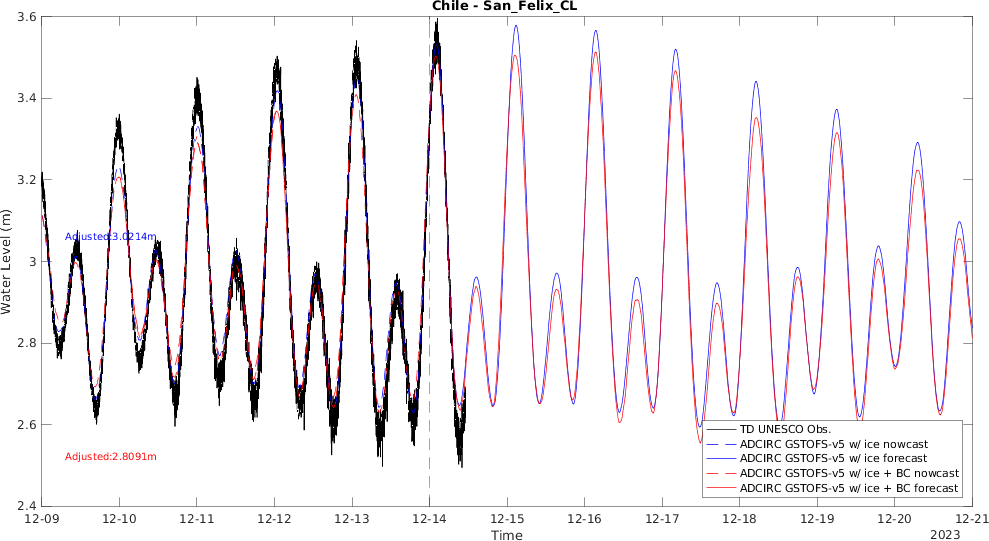 Chile - San_Felix_CL
3.6
3.4
3.2
3
2.8
2.6
2.4
Water Level (m)
Adjusted:3.0214m
Adjusted:2.8091m
TD UNESCO Obs.
ADCIRC GSTOFS-v5 w/ ice nowcast
ADCIRC GSTOFS-v5 w/ ice forecast
ADCIRC GSTOFS-v5 w/ ice + BC nowcast
ADCIRC GSTOFS-v5 w/ ice + BC forecast
12-09 12-10 12-11 12-12 12-13 12-14 12-15 12-16 12-17 12-18 12-19 12-20 12-21
Time 2023